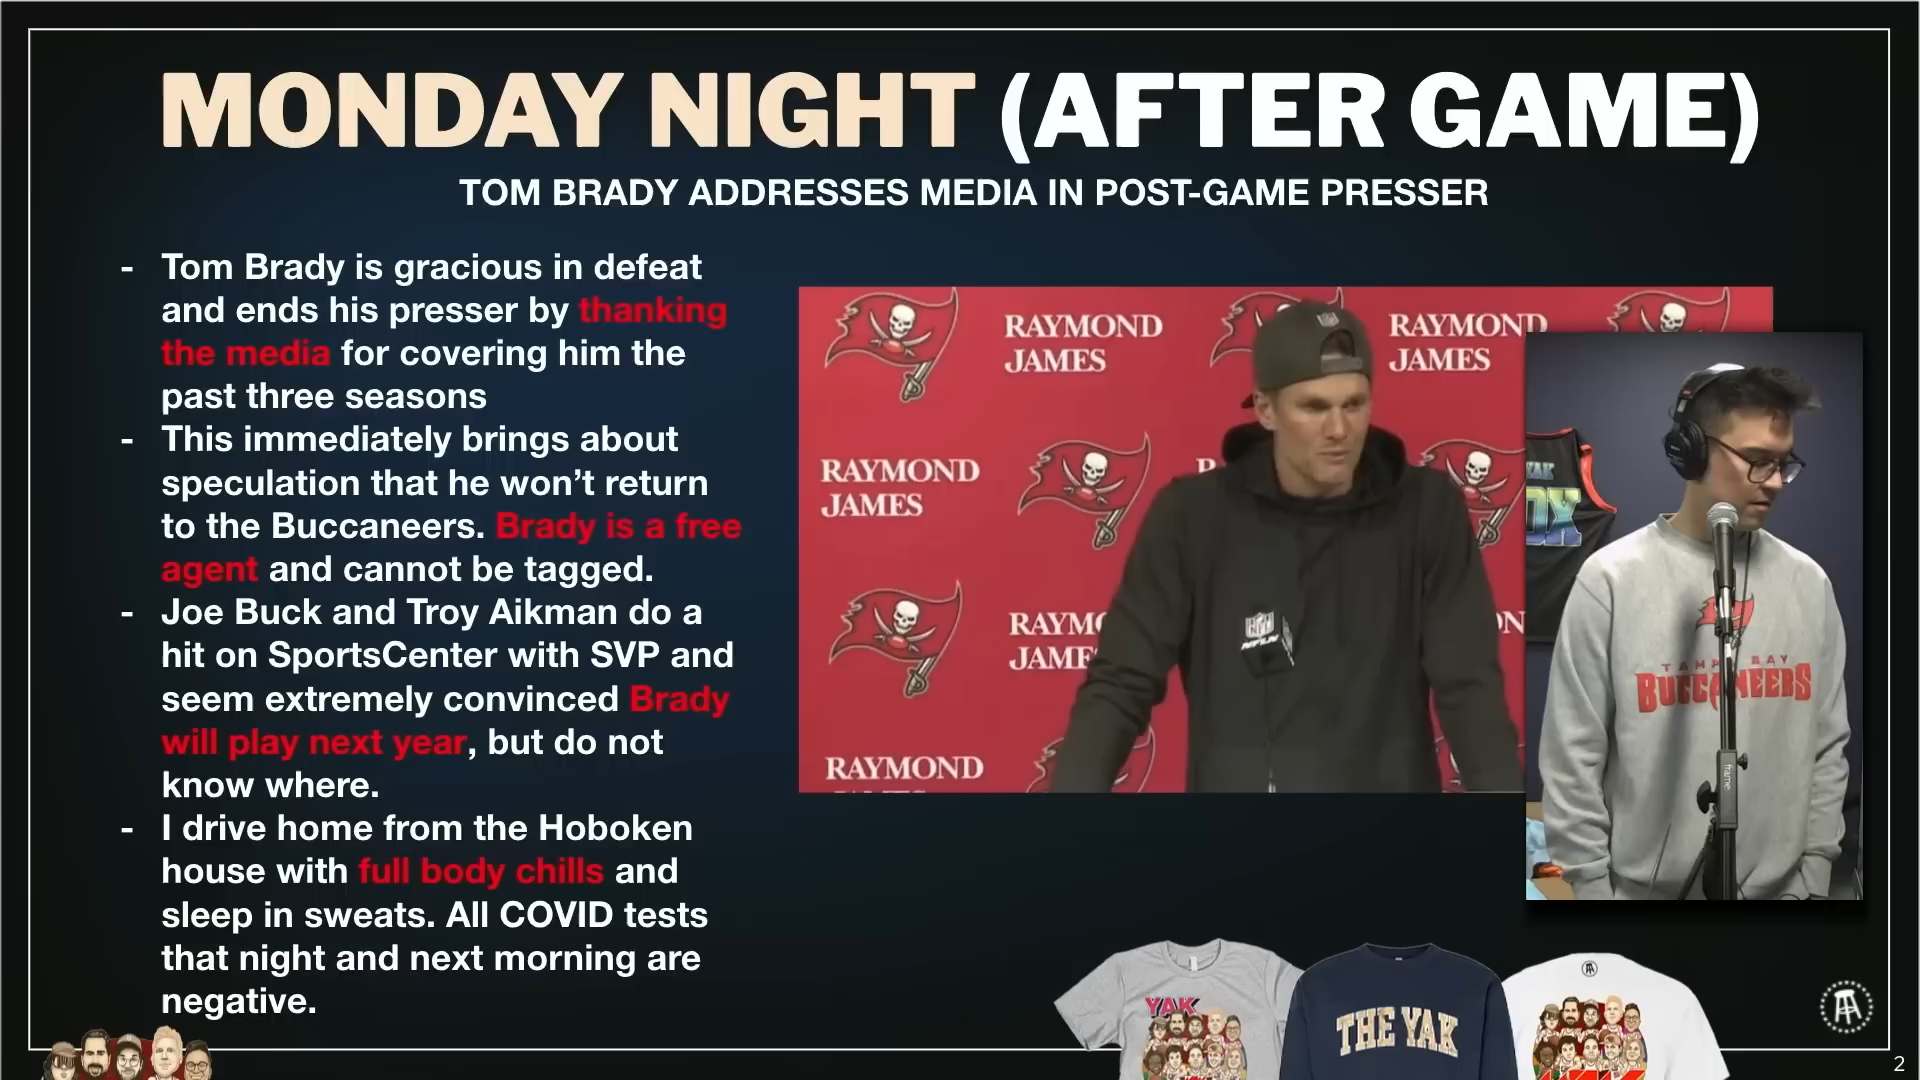 MONDAY NIGHT (AFTER GAME)
TOM BRADY ADDRESSES MEDIA IN POST-GAME PRESSER
- Tom Brady is gracious in defeat
and ends his presser by thanking
the media for covering him the
past three seasons
- This immediately brings about
speculation that he won’t return
to the Buccaneers. Brady is a free
agent and cannot be tagged.
- Joe Buck and Troy Aikman do a
hit on SportsCenter with SVP and
seem extremely convinced Brady
will play next year, but do not
know where.
- I drive home from the Hoboken
house with full body chills and
sleep in sweats. All COVID tests
that night and next morning are
negative.
RAYMOND
JAMES
RAYMOND
JAMES
RAYMOND
JAMES
RAYMOND
TAMPA BAY
BUCCANEERS
frame
YAK
THE YAK
2